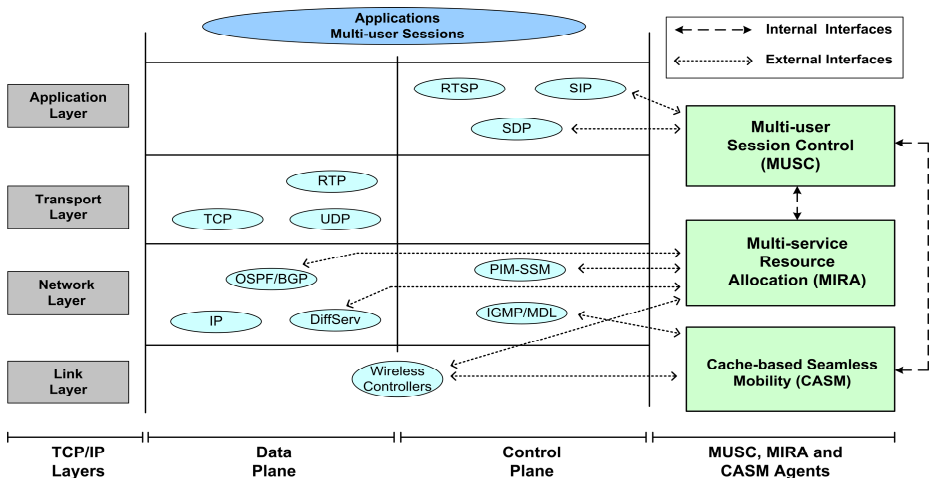 Applications
Multi-user Sessions
Internal Interfaces
External Interfaces
Application
Layer
RTSP
SIP
SDP
Multi-user
Session Control
(MUSC)
Transport
Layer
RTP
TCP
UDP
Network
Layer
OSPF/BGP
PIM-SSM
IP
DiffServ
IGMP/MDL
Multi-service
Resource
Allocation (MIRA)
Link
Layer
Wireless
Controllers
Cache-based Seamless
Mobility (CASM)
TCP/IP
Layers
Data
Plane
Control
Plane
MUSC, MIRA and
CASM Agents